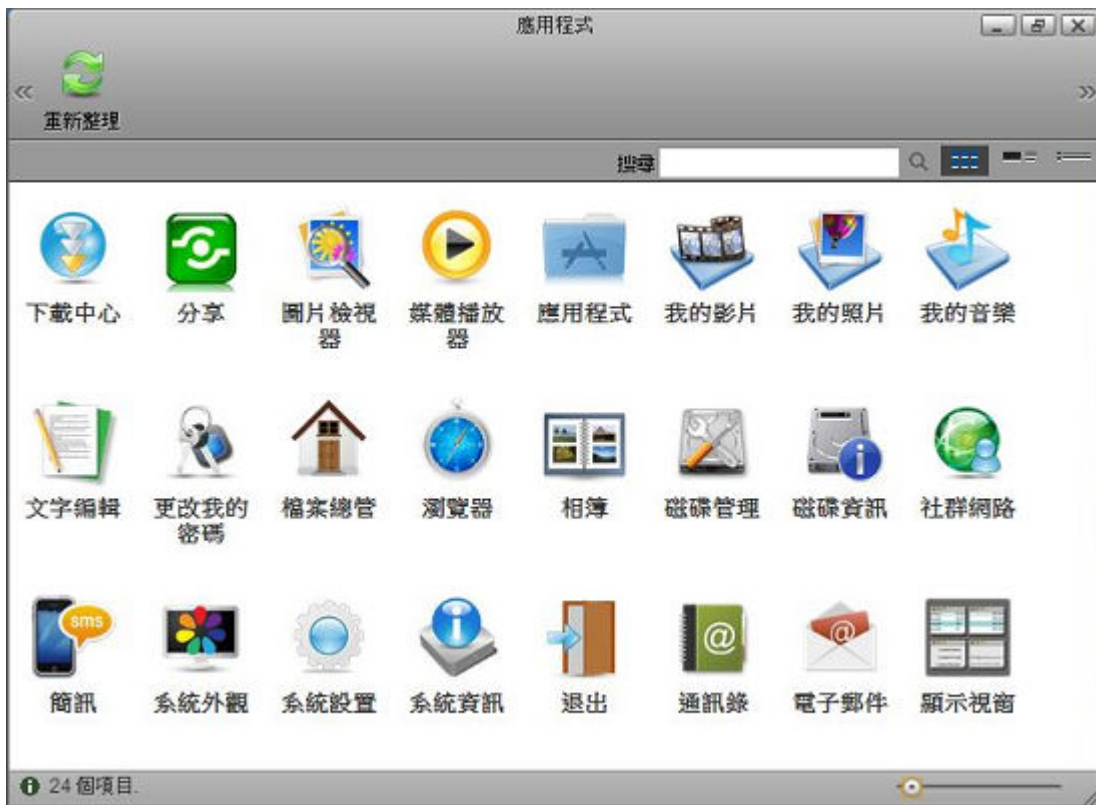 應用程式
重新整理
搜尋
下載中心 分享 圖片檢視器 媒體播放器 應用程式 我的影片 我的照片 我的音樂
文字編輯 更改我的密碼 檔案總管 瀏覽器 相簿 磁碟管理 磁碟資訊 社群網路
sms
簡訊 系統外觀 系統設置 系統資訊 退出 通訊錄 電子郵件 顯示視窗
24 個項目.